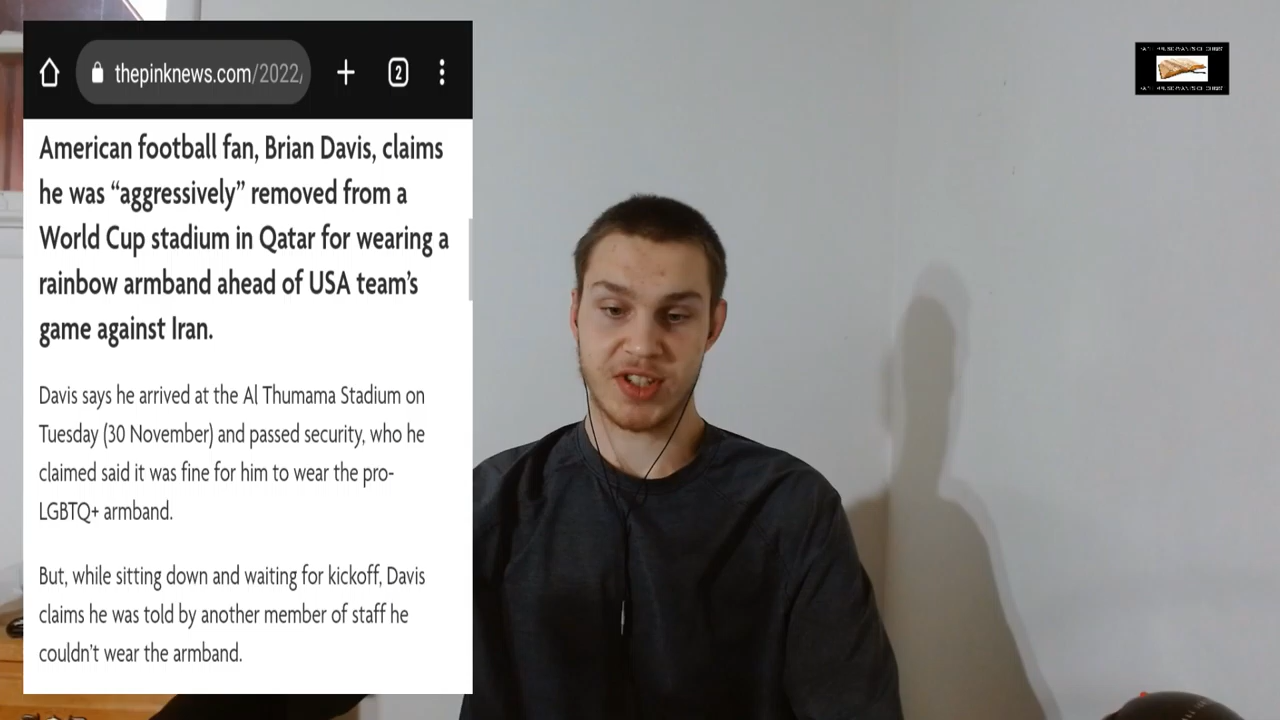 thepinknews.com/2022/
2
American football fan, Brian Davis, claims
he was “aggressively” removed from a
World Cup stadium in Qatar for wearing a
rainbow armband ahead of USA team’s
game against Iran.
Davis says he arrived at the Al Thumama Stadium on
Tuesday (30 November) and passed security, who he
claimed said it was fine for him to wear the pro-
LGBTQ+ armband.
But, while sitting down and waiting for kickoff, Davis
claims he was told by another member of staff he
couldn’t wear the armband.